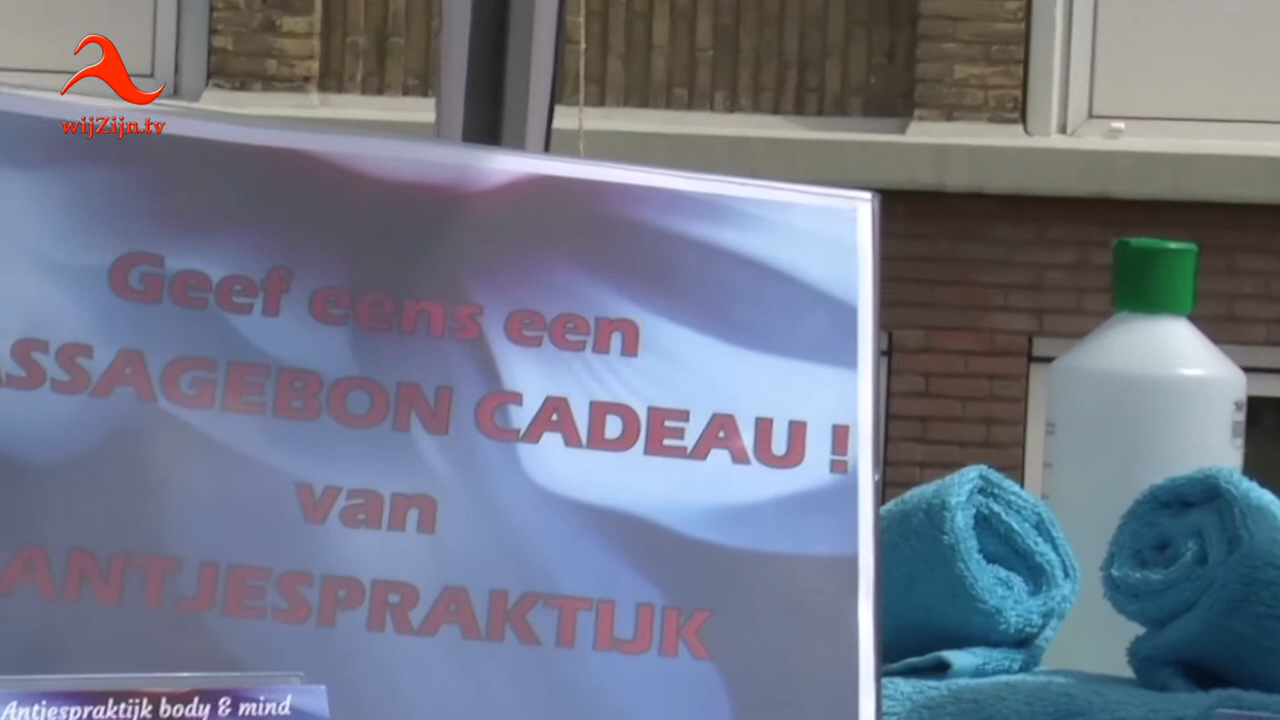 wijZijn.tv
Geef eens een
ASSAGEBON CADEAU !
van
ANTJESPRAKTIJK
Antjespraktijk body & mind